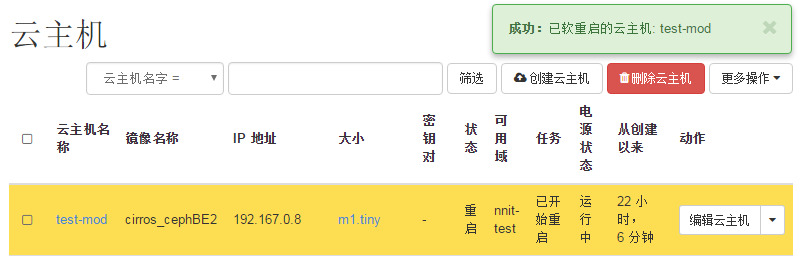 云主机
成功：已软重启的云主机: test-mod ×
云主机名字 = 筛选 创建云主机 删除云主机 更多操作
云主机名
称
镜像名称
IP 地址
大小
密
钥
对
状
态
可
用
域
任务
电
源
状
态
从创建
以来
动作
test-mod
cirros_cephBE2
192.167.0.8
m1.tiny
-
重
启
nnit-
test
已开
始重
启
运
行
中
22 小
时，
6 分钟
编辑云主机